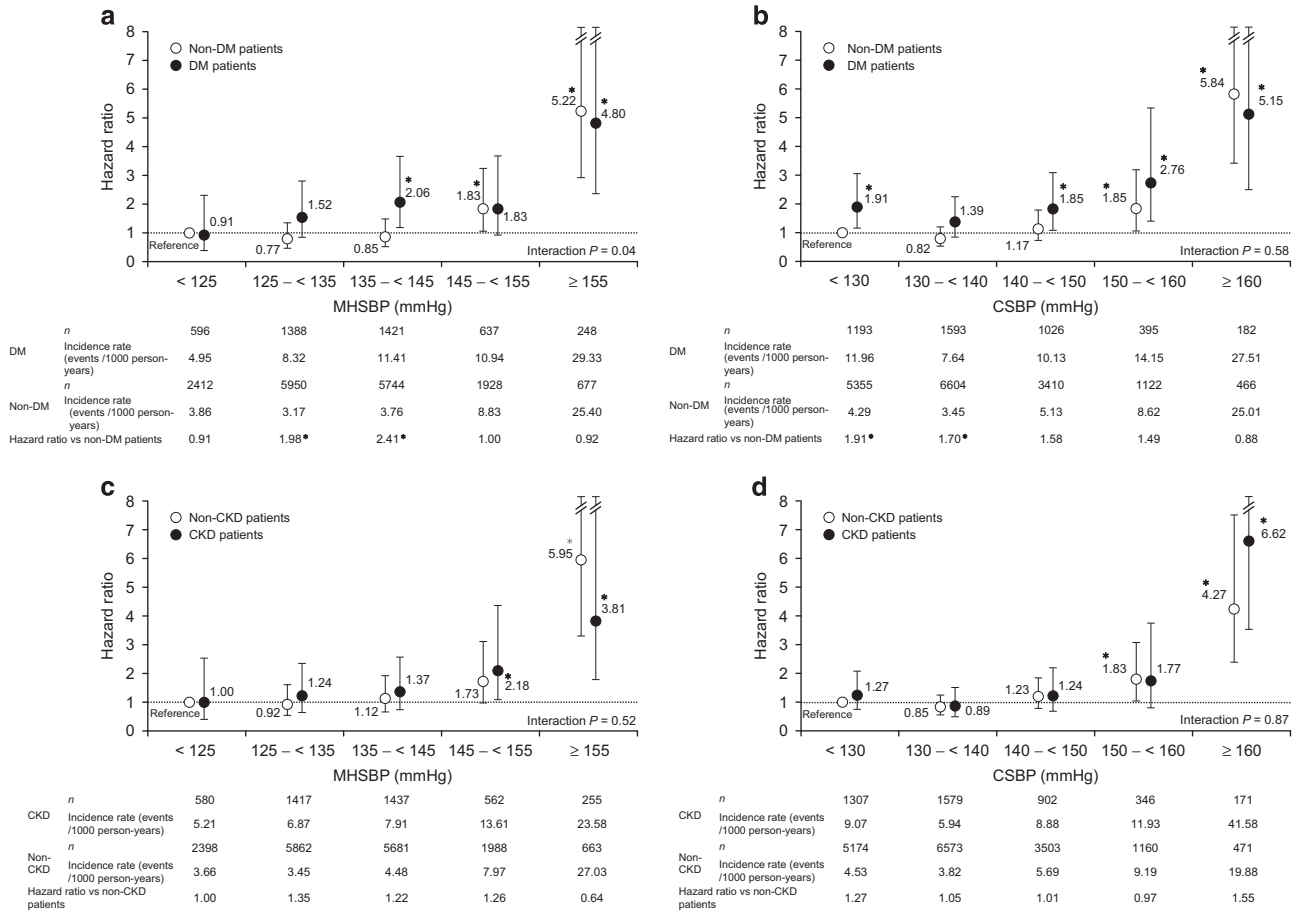 a
8
7
6
5
4
3
2
1
0
Hazard ratio
Non-DM patients
DM patients
Reference
0.91
0.77
1.52
0.85
* 2.06
* 1.83
1.83
* 5.22
* 4.80
Interaction P = 0.04
< 125 125 – < 135 135 – < 145 145 – < 155 ≥ 155
MHSBP (mmHg)
DM
n 596 1388 1421 637 248
Incidence rate (events /1000 person-years) 4.95 8.32 11.41 10.94 29.33
Non-DM
n 2412 5950 5744 1928 677
Incidence rate (events /1000 person-years) 3.86 3.17 3.76 8.83 25.40
Hazard ratio vs non-DM patients 0.91 1.98* 2.41* 1.00 0.92
b
8
7
6
5
4
3
2
1
0
Hazard ratio
Non-DM patients
DM patients
Reference
* 1.91
0.82
1.39
1.17
* 1.85
* 1.85
* 2.76
* 5.84
* 5.15
Interaction P = 0.58
< 130 130 – < 140 140 – < 150 150 – < 160 ≥ 160
CSBP (mmHg)
DM
n 1193 1593 1026 395 182
Incidence rate (events /1000 person-years) 11.96 7.64 10.13 14.15 27.51
Non-DM
n 5355 6604 3410 1122 466
Incidence rate (events /1000 person-years) 4.29 3.45 5.13 8.62 25.01
Hazard ratio vs non-DM patients 1.91* 1.70* 1.58 1.49 0.88
c
8
7
6
5
4
3
2
1
0
Hazard ratio
Non-CKD patients
CKD patients
Reference
1.00
0.92
1.24
1.12
1.37
1.73
* 2.18
* 5.95
* 3.81
Interaction P = 0.52
< 125 125 – < 135 135 – < 145 145 – < 155 ≥ 155
MHSBP (mmHg)
CKD
n 580 1417 1437 562 255
Incidence rate (events /1000 person-years) 5.21 6.87 7.91 13.61 23.58
Non-CKD
n 2398 5862 5681 1988 663
Incidence rate (events /1000 person-years) 3.66 3.45 4.48 7.97 27.03
Hazard ratio vs non-CKD patients 1.00 1.35 1.22 1.26 0.64
d
8
7
6
5
4
3
2
1
0
Hazard ratio
Non-CKD patients
CKD patients
Reference
1.27
0.85
0.89
1.23
1.24
* 1.83
1.77
* 4.27
* 6.62
Interaction P = 0.87
< 130 130 – < 140 140 – < 150 150 – < 160 ≥ 160
CSBP (mmHg)
CKD
n 1307 1579 902 346 171
Incidence rate (events /1000 person-years) 9.07 5.94 8.88 11.93 41.58
Non-CKD
n 5174 6573 3503 1160 471
Incidence rate (events /1000 person-years) 4.53 3.82 5.69 9.19 19.88
Hazard ratio vs non-CKD patients 1.27 1.05 1.01 0.97 1.55